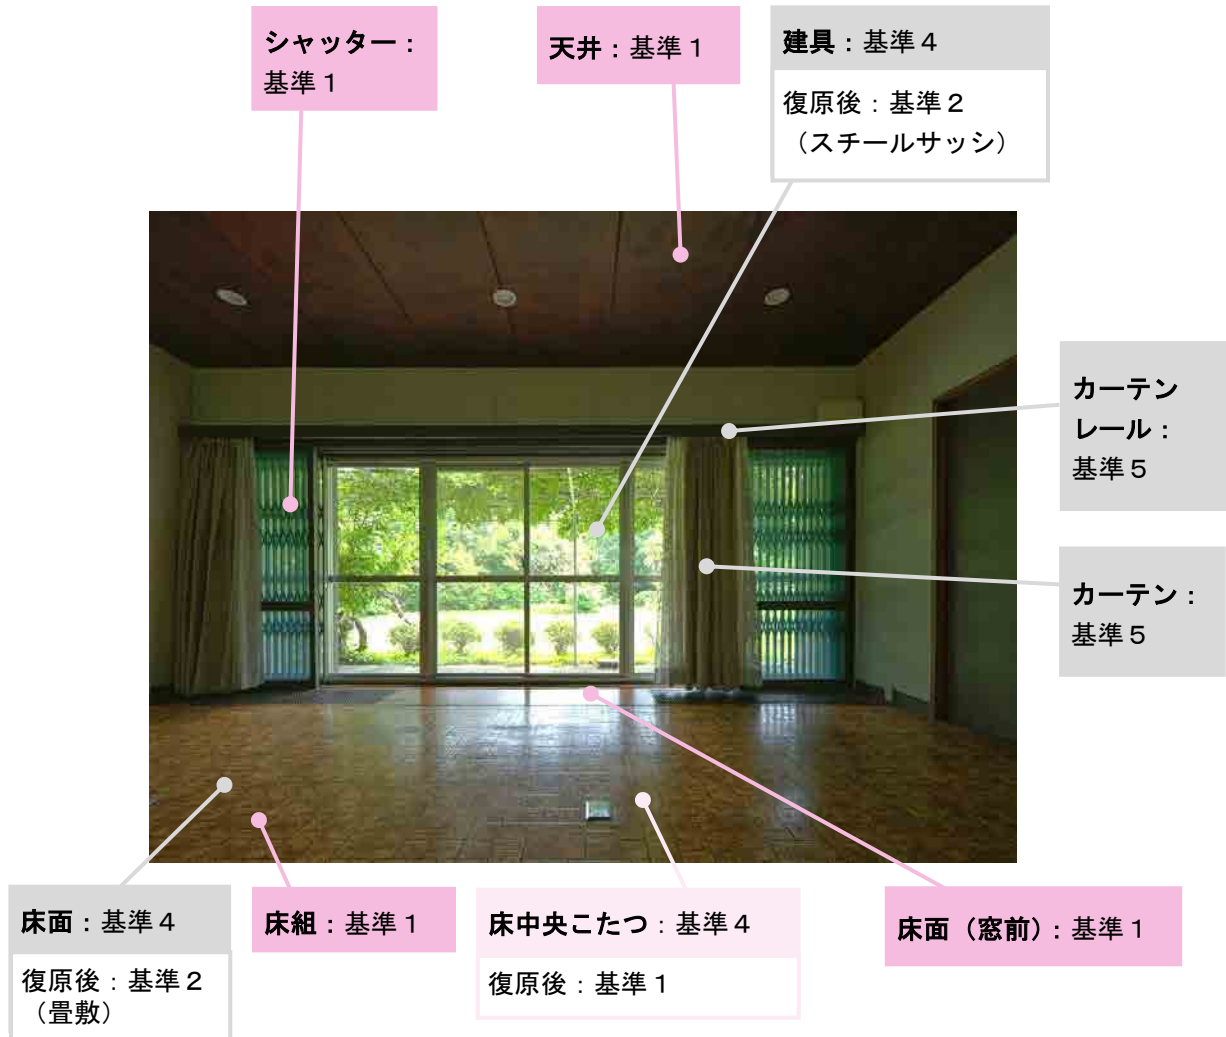 シャッター：
基準１
天井：基準１
建具：基準４
復原後：基準２
（スチールサッシ）
カーテン
レール：
基準５
カーテン：
基準５
床面：基準４
復原後：基準２
（畳敷）
床組：基準１
床中央こたつ：基準４
復原後：基準１
床面（窓前）：基準１